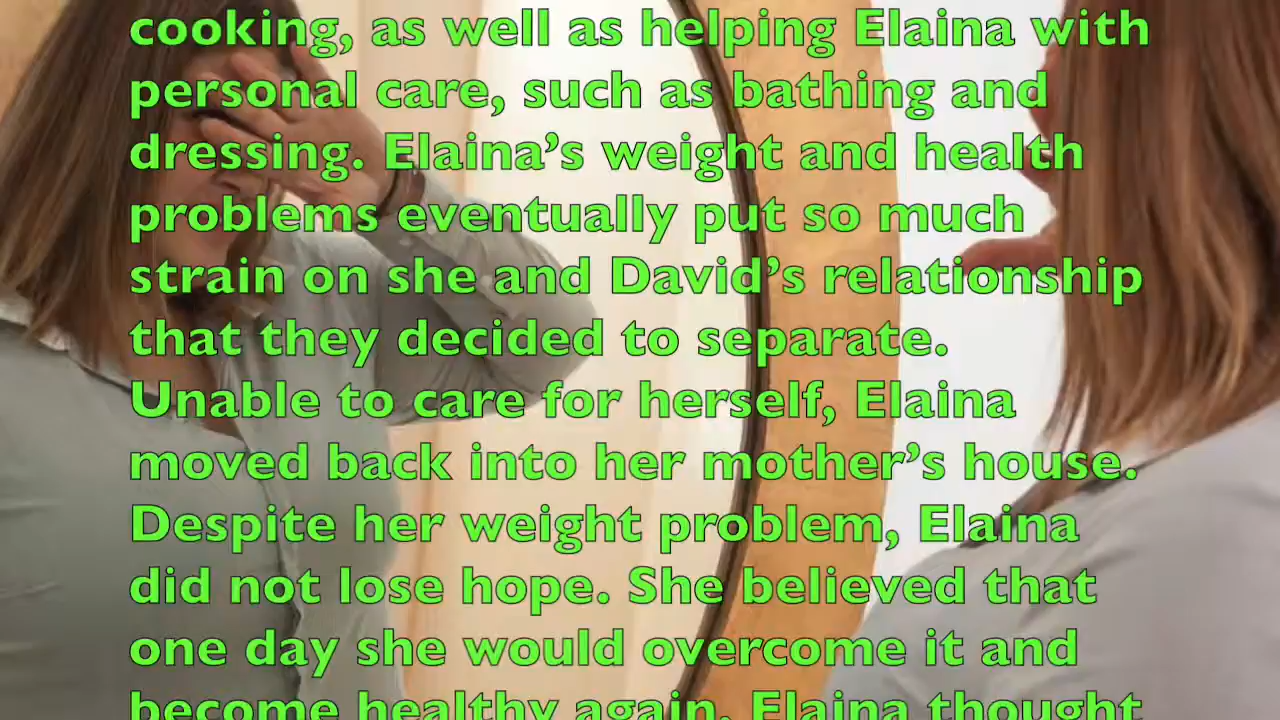 cooking, as well as helping Elaina with
personal care, such as bathing and
dressing. Elaina’s weight and health
problems eventually put so much
strain on she and David’s relationship
that they decided to separate.
Unable to care for herself, Elaina
moved back into her mother’s house.
Despite her weight problem, Elaina
did not lose hope. She believed that
one day she would overcome it and
become healthy again. Elaina thought